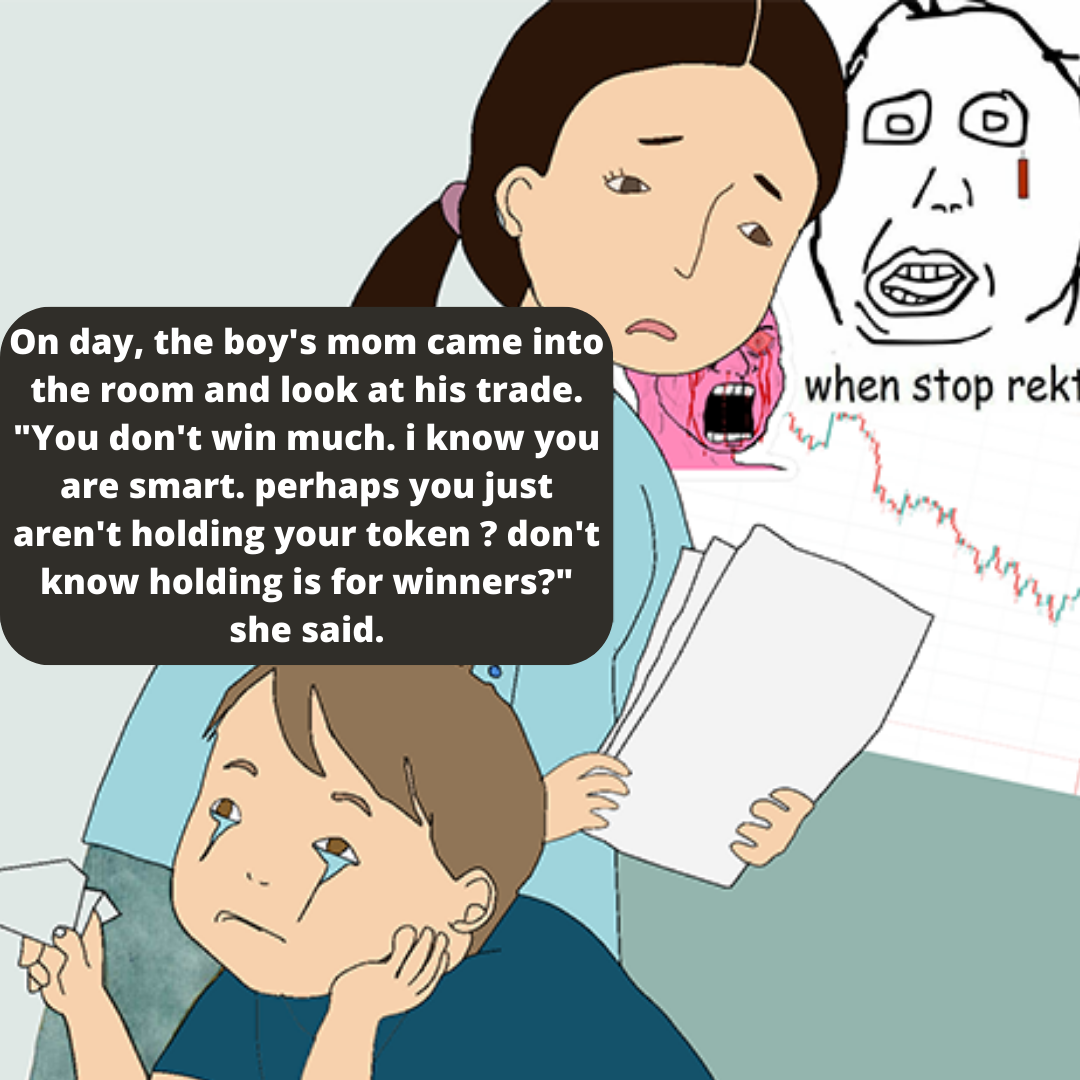 On day, the boy's mom came into
the room and look at his trade.
"You don't win much. i know you
are smart. perhaps you just
aren't holding your token ? don't
know holding is for winners?"
she said.
when stop rekt